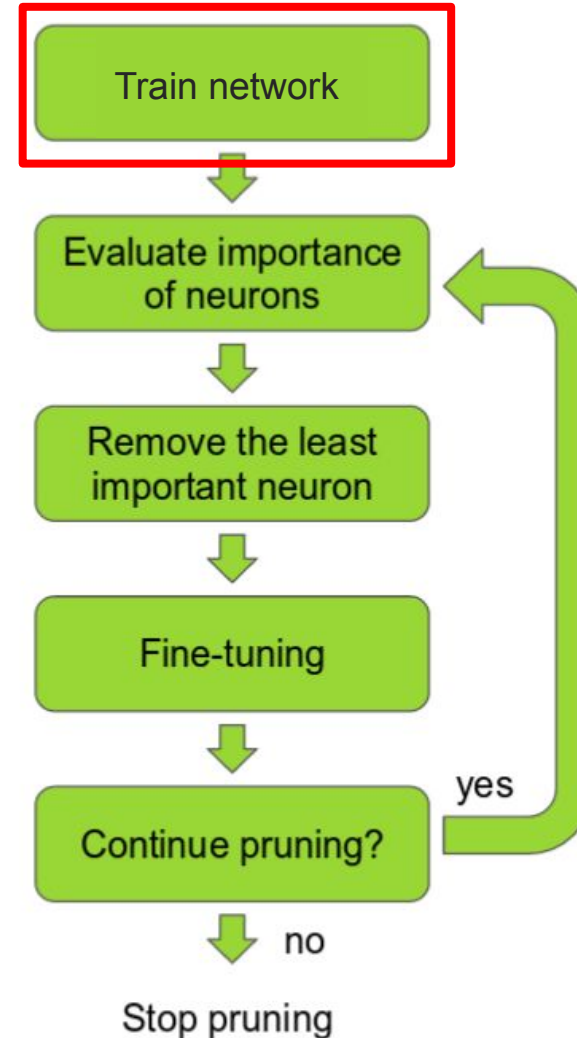 Train network
Evaluate importance
of neurons
Remove the least
important neuron
Fine-tuning
Continue pruning?
yes
no
Stop pruning